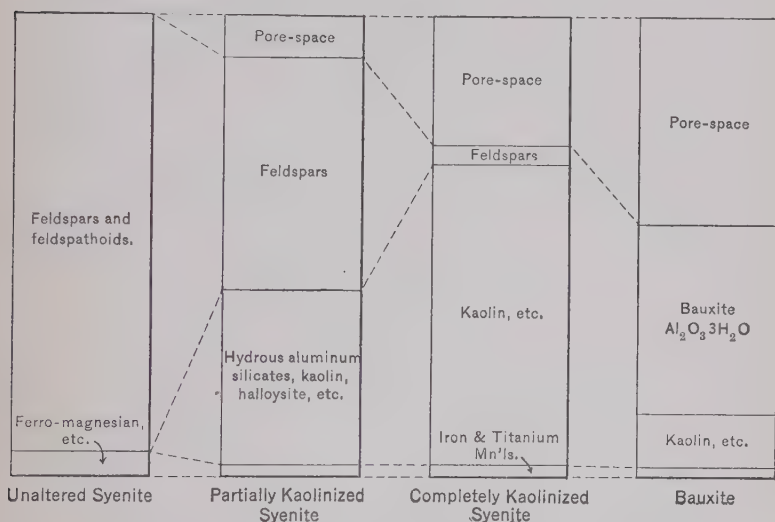 Feldspars and
feldspathoids.
Ferro-magnesian,
etc.
Unaltered Syenite
Pore-space
Feldspars
Hydrous aluminum
silicates, kaolin,
halloysite, etc.
Partially Kaolinized
Syenite
Pore-space
Feldspars
Kaolin, etc.
Iron & Titanium
Mn'ls.
Completely Kaolinized
Syenite
Pore-space
Bauxite
Al₂O₃3H₂O
Kaolin, etc.
Bauxite